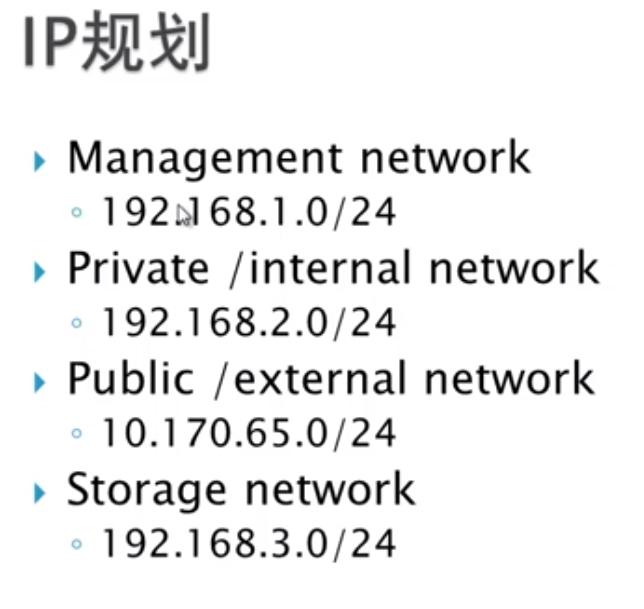 IP规划
Management network
192.168.1.0/24
Private /internal network
192.168.2.0/24
Public /external network
10.170.65.0/24
Storage network
192.168.3.0/24